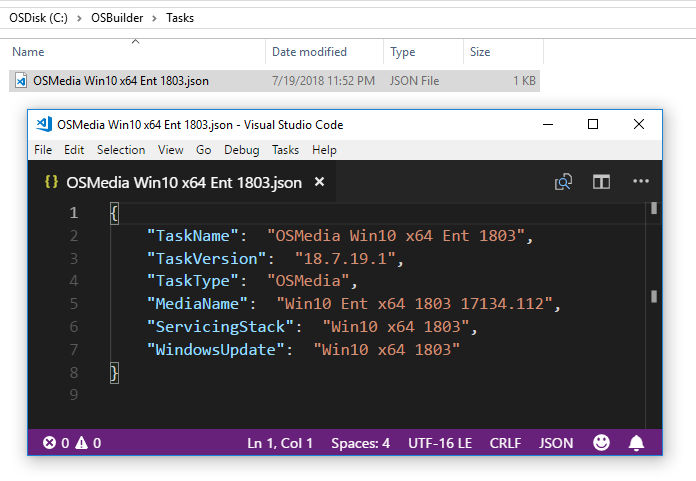 OSDisk (C:) > OSBuilder > Tasks
Name Date modified Type Size
OSMedia Win10 x64 Ent 1803.json 7/19/2018 11:52 PM JSON File 1 KB
OSMedia Win10 x64 Ent 1803.json - Visual Studio Code
File Edit Selection View Go Debug Tasks Help
{} OSMedia Win10 x64 Ent 1803.json ×
1 {
2 "TaskName":  "OSMedia Win10 x64 Ent 1803",
3 "TaskVersion":  "18.7.19.1",
4 "TaskType":  "OSMedia",
5 "MediaName":  "Win10 Ent x64 1803 17134.112",
6 "ServicingStack":  "Win10 x64 1803",
7 "WindowsUpdate":  "Win10 x64 1803"
8 }
9
0 0 Ln 1, Col 1 Spaces: 4 UTF-16 LE CRLF JSON